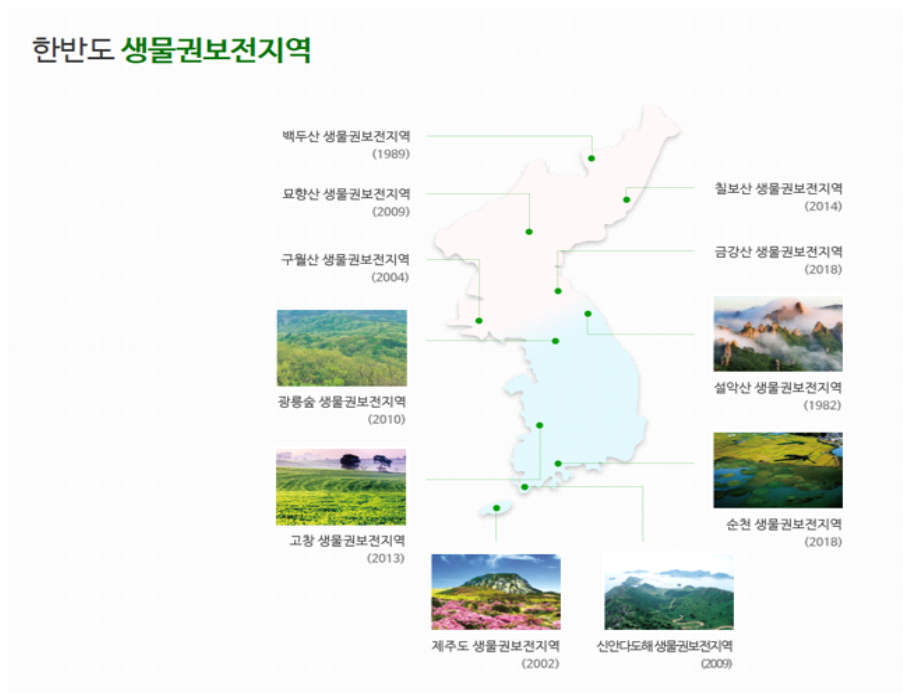 한반도 생물권보전지역
백두산 생물권보전지역
(1989)
묘향산 생물권보전지역
(2009)
구월산 생물권보전지역
(2004)
광릉숲 생물권보전지역
(2010)
고창 생물권보전지역
(2013)
칠보산 생물권보전지역
(2014)
금강산 생물권보전지역
(2018)
설악산 생물권보전지역
(1982)
순천 생물권보전지역
(2018)
제주도 생물권보전지역
(2002)
신안다도해 생물권보전지역
(2009)